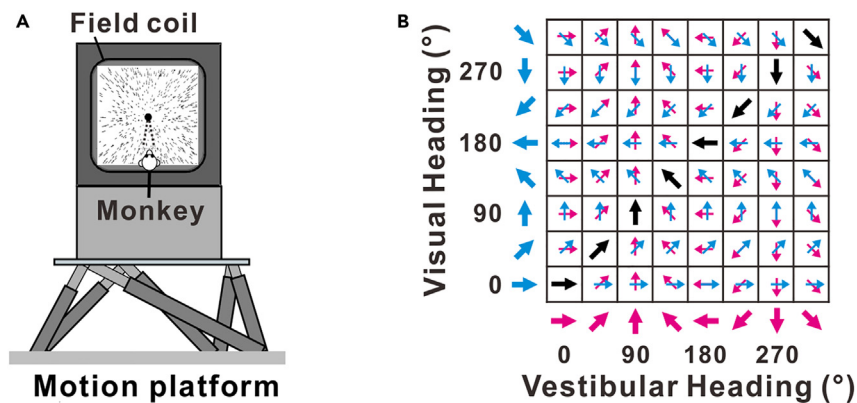 A
Field coil
Monkey
Motion platform
B
Visual Heading (°)
270
180
90
0
0 90 180 270
Vestibular Heading (°)